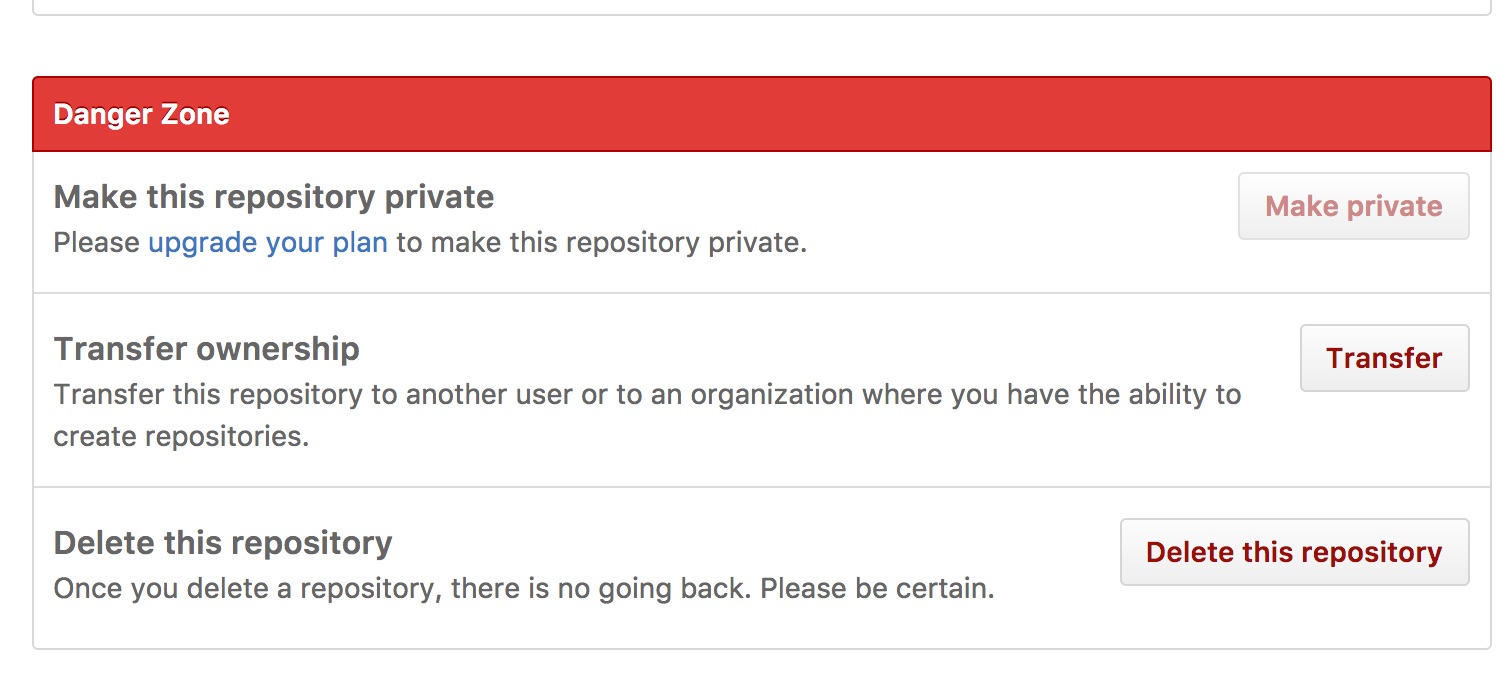 Danger Zone
Make this repository private
Make private
Please upgrade your plan to make this repository private.
Transfer ownership
Transfer
Transfer this repository to another user or to an organization where you have the ability to
create repositories.
Delete this repository
Delete this repository
Once you delete a repository, there is no going back. Please be certain.